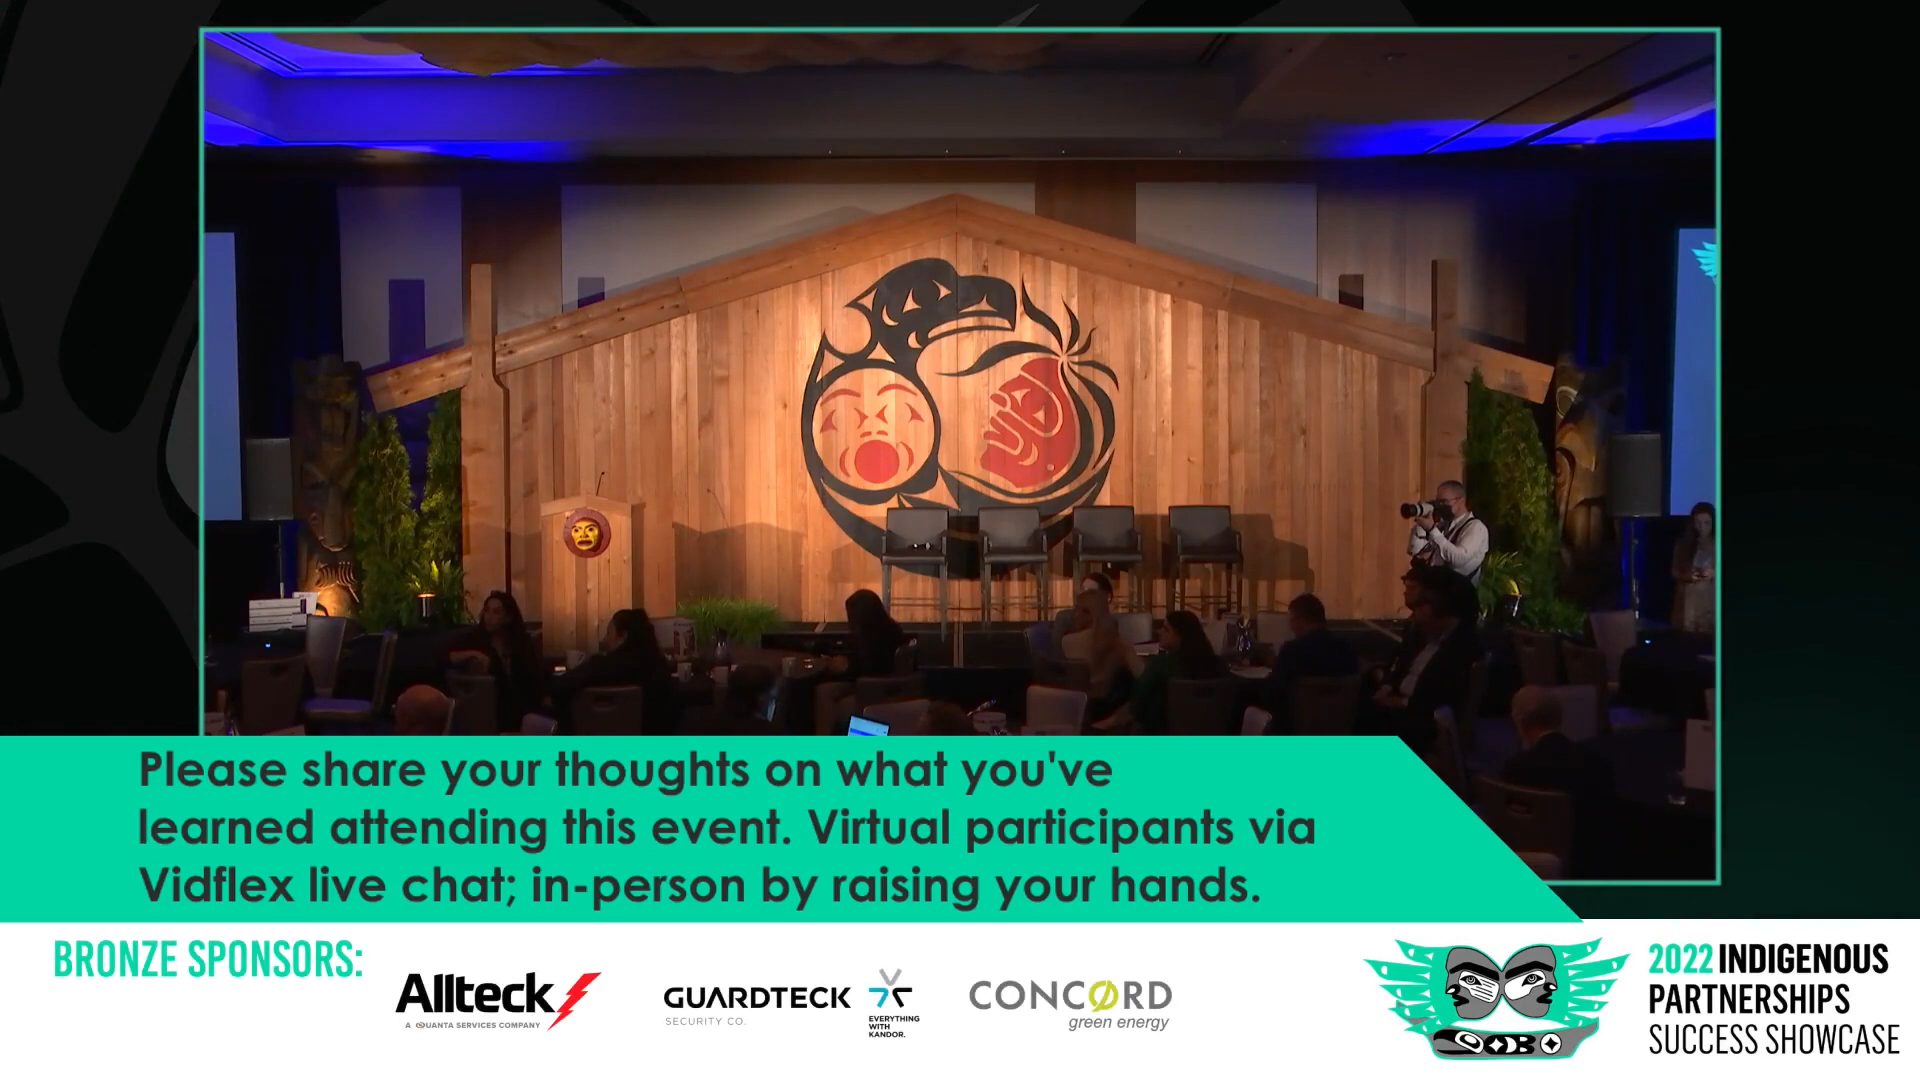 Please share your thoughts on what you've
learned attending this event. Virtual participants via
Vidflex live chat; in-person by raising your hands.
BRONZE SPONSORS:
Allteck
A QUANTA SERVICES COMPANY
GUARDTECK
SECURITY CO.
EVERYTHING
WITH
KANDOR.
CONCORD
green energy
2022 INDIGENOUS
PARTNERSHIPS
SUCCESS SHOWCASE